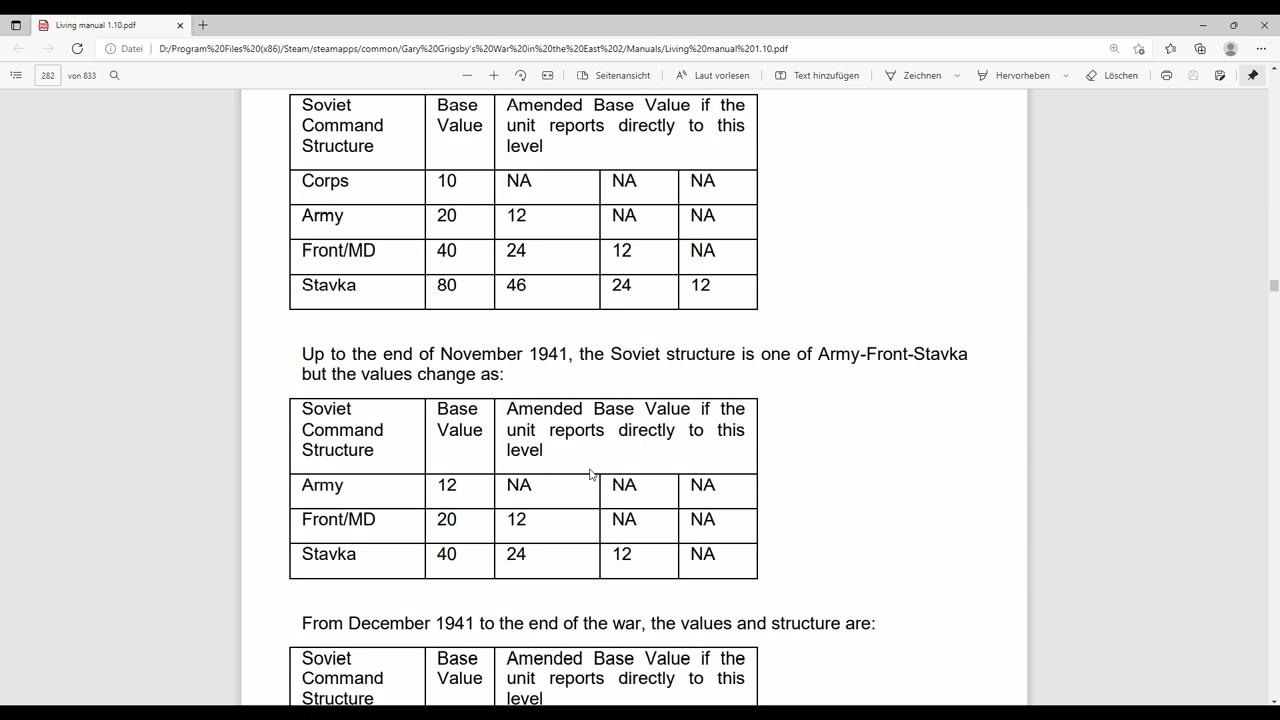 Living manual 1.10.pdf
Datei D:/Program%20Files%20(x86)/Steam/steamapps/common/Gary%20Grigsby's%20War%20in%20the%20East%202/Manuals/Living%20manual%201.10.pdf
282 von 833 Seitenansicht Laut vorlesen Text hinzufügen Zeichnen Hervorheben Löschen
Soviet Base Amended Base Value if the
Command Value unit reports directly to this
Structure level
Corps 10 NA NA NA
Army 20 12 NA NA
Front/MD 40 24 12 NA
Stavka 80 46 24 12
Up to the end of November 1941, the Soviet structure is one of Army-Front-Stavka
but the values change as:
Soviet Base Amended Base Value if the
Command Value unit reports directly to this
Structure level
Army 12 NA NA NA
Front/MD 20 12 NA NA
Stavka 40 24 12 NA
From December 1941 to the end of the war, the values and structure are:
Soviet Base Amended Base Value if the
Command Value unit reports directly to this
Structure level